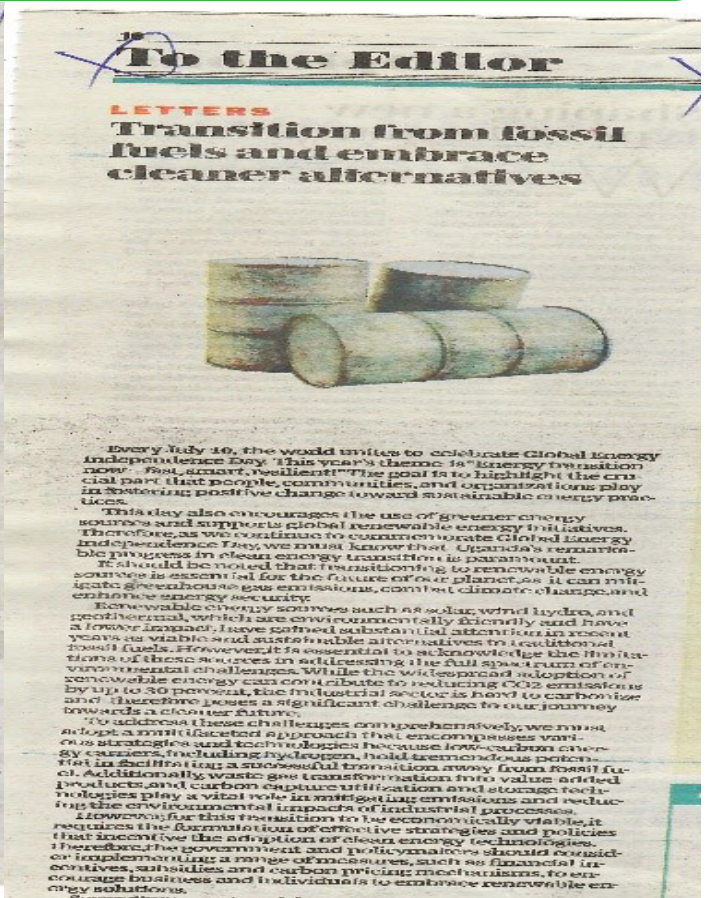 To the Editor
LETTERS
Transition from fossil
fuels and embrace
cleaner alternatives
Every July 10, the world unites to celebrate Global Energy
Independence Day. This year's theme is "Energy transition
now – fast, smart, resilient!" The goal is to highlight the cru-
cial part that people, communities, and organizations play
in fostering positive change toward sustainable energy prac-
tices.
This day also encourages the use of greener energy
sources and supports global renewable energy initiatives.
Therefore, as we continue to commemorate Global Energy
Independence Day, we must know that Uganda's remarka-
ble progress in clean energy transition is paramount.
It should be noted that transitioning to renewable energy
sources is essential for the future of our planet, as it can mit-
igate greenhouse gas emissions, combat climate change, and
enhance energy security.
Renewable energy sources such as solar, wind hydro, and
geothermal, which are environmentally friendly and have
a lower impact, have gained substantial attention in recent
years as viable and sustainable alternatives to traditional
fossil fuels. However, it is essential to acknowledge the limita-
tions of these sources in addressing the full spectrum of en-
vironmental challenges. While the widespread adoption of
renewable energy can contribute to reducing CO2 emissions
by up to 30 percent, the industrial sector is hard to carbonize
and therefore poses a significant challenge to our journey
towards a cleaner future.
To address these challenges comprehensively, we must
adopt a multifaceted approach that encompasses vari-
ous strategies and technologies because low-carbon ener-
gy carriers, including hydrogen, hold tremendous poten-
tial in facilitating a successful transition away from fossil fu-
el. Additionally, waste gas transformation into value-added
products, and carbon capture utilization and storage tech-
nologies play a vital role in mitigating emissions and reduc-
ing the environmental impacts of industrial processes.
However, for this transition to be economically viable, it
requires the formulation of effective strategies and policies
that incentive the adoption of clean energy technologies.
Therefore, the government and policymakers should consid-
er implementing a range of measures, such as financial in-
centives, subsidies and carbon pricing mechanisms, to en-
courage business and individuals to embrace renewable en-
ergy solutions.